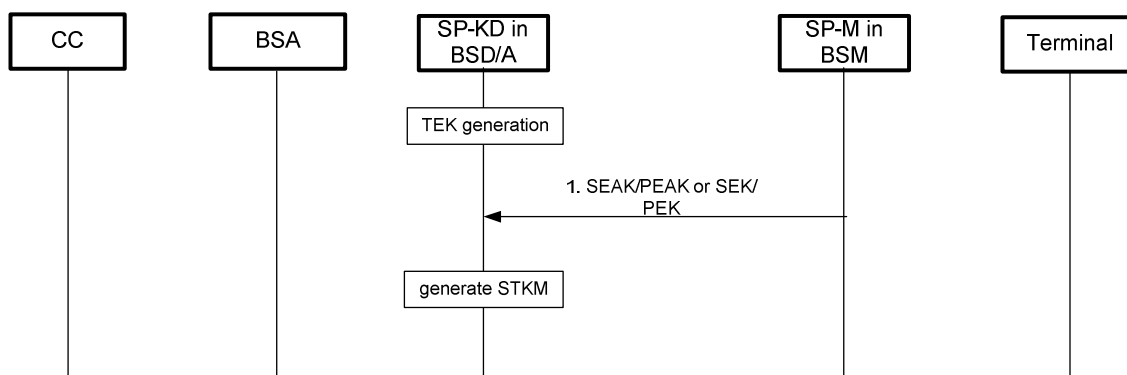 CC
BSA
SP-KD in
BSD/A
SP-M in
BSM
Terminal
TEK generation
1. SEAK/PEAK or SEK/
PEK
generate STKM